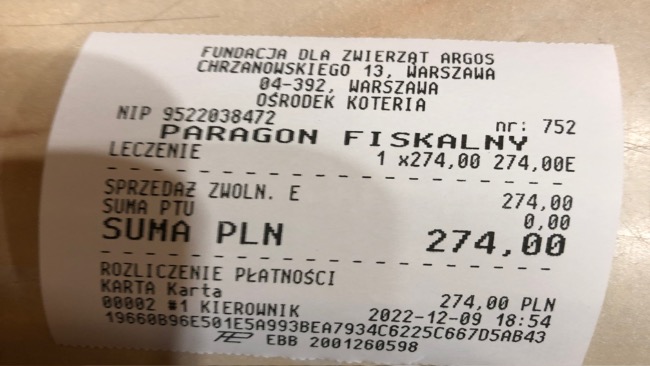 FUNDACJA DLA ZWIERZĄT ARGOS
CHRZANOWSKIEGO 13, WARSZAWA
04-392, WARSZAWA
OŚRODEK KOTERIA
NIP 9522038472 nr: 752
PARAGON FISKALNY
LECZENIE 1 x274,00 274,00E
SPRZEDAŻ ZWOLN. E 274,00
SUMA PTU 0,00
SUMA PLN 274,00
ROZLICZENIE PŁATNOŚCI
KARTA Karta 274,00 PLN
00002 #1 KIEROWNIK 2022-12-09 18:54
19660B96E501E5A993BEA7934C6225C667D5AB43
EBB 2001260598